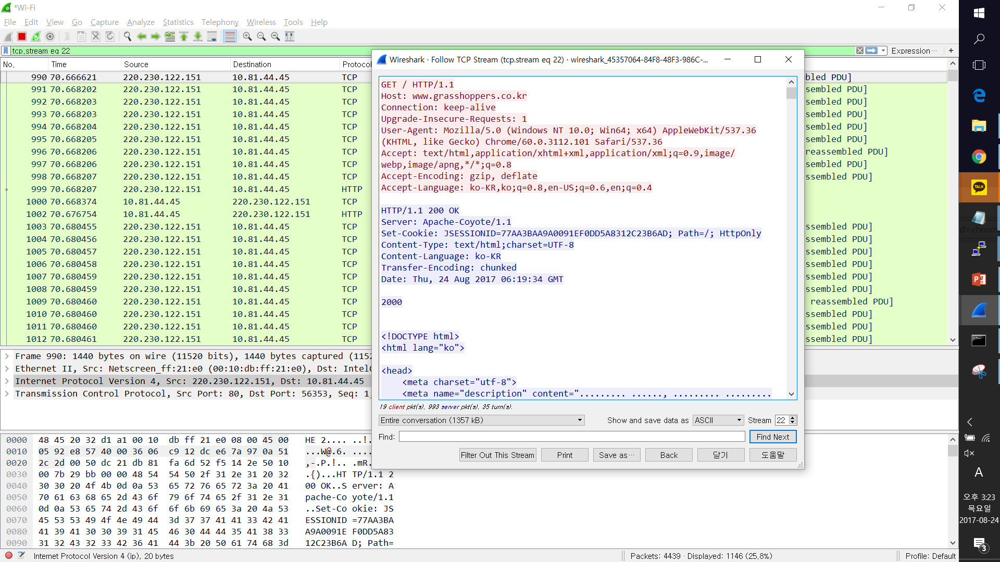 *Wi-Fi
File Edit View Go Capture Analyze Statistics Telephony Wireless Tools Help
tcp.stream eq 22
Expression…
+
No. Time Source Destination Protocol
990 70.666621 220.230.122.151 10.81.44.45 TCP
991 70.668202 220.230.122.151 10.81.44.45 TCP
992 70.668203 220.230.122.151 10.81.44.45 TCP
993 70.668203 220.230.122.151 10.81.44.45 TCP
994 70.668204 220.230.122.151 10.81.44.45 TCP
995 70.668205 220.230.122.151 10.81.44.45 TCP
996 70.668206 220.230.122.151 10.81.44.45 TCP
997 70.668206 220.230.122.151 10.81.44.45 TCP
998 70.668207 220.230.122.151 10.81.44.45 TCP
999 70.668207 220.230.122.151 10.81.44.45 HTTP
1000 70.668374 10.81.44.45 220.230.122.151 TCP
1002 70.676754 10.81.44.45 220.230.122.151 HTTP
1003 70.680455 220.230.122.151 10.81.44.45 TCP
1004 70.680456 220.230.122.151 10.81.44.45 TCP
1005 70.680457 220.230.122.151 10.81.44.45 TCP
1006 70.680458 220.230.122.151 10.81.44.45 TCP
1007 70.680459 220.230.122.151 10.81.44.45 TCP
1008 70.680459 220.230.122.151 10.81.44.45 TCP
1009 70.680460 220.230.122.151 10.81.44.45 TCP
1010 70.680460 220.230.122.151 10.81.44.45 TCP
1011 70.680460 220.230.122.151 10.81.44.45 TCP
1012 70.680461 220.230.122.151 10.81.44.45 TCP
bled PDU]
sembled PDU]
sembled PDU]
sembled PDU]
sembled PDU]
sembled PDU]
reassembled PDU]
sembled PDU]
sembled PDU]
sembled PDU]
sembled PDU]
sembled PDU]
sembled PDU]
sembled PDU]
sembled PDU]
reassembled PDU]
sembled PDU]
sembled PDU]
sembled PDU]
Wireshark · Follow TCP Stream (tcp.stream eq 22) · wireshark_45357064-84F8-48F3-986C-...
GET / HTTP/1.1
Host: www.grasshoppers.co.kr
Connection: keep-alive
Upgrade-Insecure-Requests: 1
User-Agent: Mozilla/5.0 (Windows NT 10.0; Win64; x64) AppleWebKit/537.36
(KHTML, like Gecko) Chrome/60.0.3112.101 Safari/537.36
Accept: text/html,application/xhtml+xml,application/xml;q=0.9,image/
webp,image/apng,*/*;q=0.8
Accept-Encoding: gzip, deflate
Accept-Language: ko-KR,ko;q=0.8,en-US;q=0.6,en;q=0.4
HTTP/1.1 200 OK
Server: Apache-Coyote/1.1
Set-Cookie: JSESSIONID=77AA3BAA9A0091EF0DD5A8312C23B6AD; Path=/; HttpOnly
Content-Type: text/html;charset=UTF-8
Content-Language: ko-KR
Transfer-Encoding: chunked
Date: Thu, 24 Aug 2017 06:19:34 GMT
2000
<!DOCTYPE html>
<html lang="ko">
<head>
<meta charset="utf-8">
<meta name="description" content="......... ......, ......... .........
19 client pkt(s), 993 server pkt(s), 35 turn(s).
Entire conversation (1357 kB)
Show and save data as ASCII
Stream 22
Find:
Find Next
Filter Out This Stream
Print
Save as…
Back
닫기
도움말
Frame 990: 1440 bytes on wire (11520 bits), 1440 bytes captured (1152
Ethernet II, Src: Netscreen_ff:21:e0 (00:10:db:ff:21:e0), Dst: IntelC
Internet Protocol Version 4, Src: 220.230.122.151, Dst: 10.81.44.45
Transmission Control Protocol, Src Port: 80, Dst Port: 56353, Seq: 1,
0000 48 45 20 32 d1 a1 00 10 db ff 21 e0 08 00 45 00 HE 2.... ..!.
0010 05 92 e8 57 40 00 36 06 c9 12 dc e6 7a 97 0a 51 ...W@.6.
0020 2c 2d 00 50 dc 21 db 81 fa 6d 52 f5 14 2e 50 10 ,-.P.!.. .mR.
0030 00 7b 29 bb 00 00 48 54 54 50 2f 31 2e 31 20 32 .{)...HT TP/1.1 2
0040 30 30 20 4f 4b 0d 0a 53 65 72 76 65 72 3a 20 41 00 OK..S erver: A
0050 70 61 63 68 65 2d 43 6f 79 6f 74 65 2f 31 2e 31 pache-Co yote/1.1
0060 0d 0a 53 65 74 2d 43 6f 6f 6b 69 65 3a 20 4a 53 ..Set-Co okie: JS
0070 45 53 53 49 4f 4e 49 44 3d 37 37 41 41 33 42 41 ESSIONID =77AA3BA
0080 41 39 41 30 30 39 31 45 46 30 44 44 35 41 38 33 A9A0091E F0DD5A83
0090 31 32 43 32 33 42 36 41 44 3b 20 50 61 74 68 3d 12C23B6A D; Path=
Internet Protocol Version 4 (ip), 20 bytes
Packets: 4439 · Displayed: 1146 (25.8%)
Profile: Default
TALK
d=chrom
A
오후 3:23
목요일
2017-08-24
3